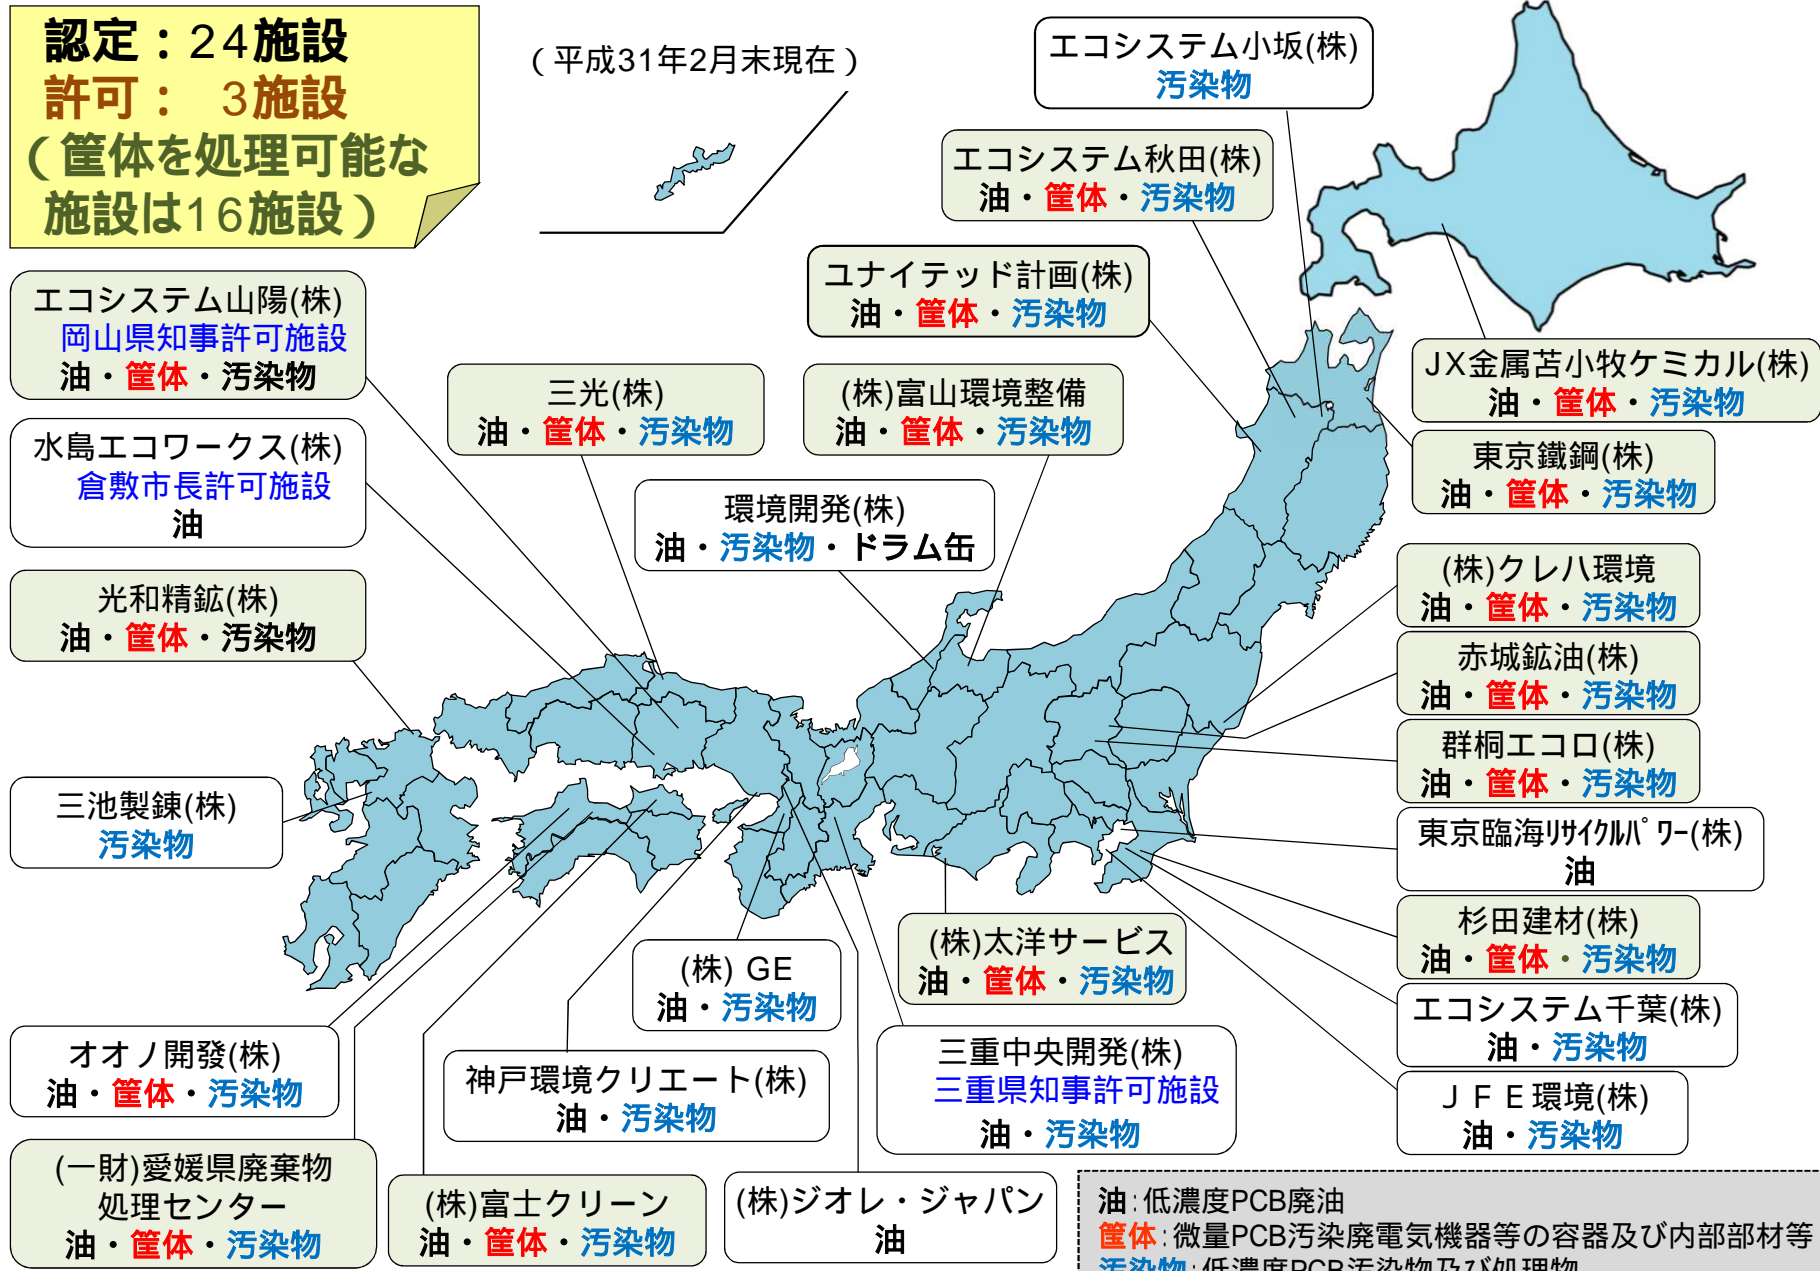 認定：24施設
許可： 3施設
（筐体を処理可能な
施設は16施設）
（平成31年2月末現在）
エコシステム小坂(株)
汚染物
エコシステム秋田(株)
油・筐体・汚染物
ユナイテッド計画(株)
油・筐体・汚染物
エコシステム山陽(株)
岡山県知事許可施設
油・筐体・汚染物
三光(株)
油・筐体・汚染物
(株)富山環境整備
油・筐体・汚染物
JX金属苫小牧ケミカル(株)
油・筐体・汚染物
水島エコワークス(株)
倉敷市長許可施設
油
環境開発(株)
油・汚染物・ドラム缶
東京鐵鋼(株)
油・筐体・汚染物
光和精鉱(株)
油・筐体・汚染物
(株)クレハ環境
油・筐体・汚染物
赤城鉱油(株)
油・筐体・汚染物
群桐エコロ(株)
油・筐体・汚染物
三池製錬(株)
汚染物
東京臨海ﾘｻｲｸﾙﾊﾟﾜｰ(株)
油
杉田建材(株)
油・筐体・汚染物
(株)太洋サービス
油・筐体・汚染物
(株) GE
油・汚染物
エコシステム千葉(株)
油・汚染物
オオノ開發(株)
油・筐体・汚染物
神戸環境クリエート(株)
油・汚染物
三重中央開発(株)
三重県知事許可施設
油・汚染物
ＪＦＥ環境(株)
油・汚染物
(一財)愛媛県廃棄物
処理センター
油・筐体・汚染物
(株)富士クリーン
油・筐体・汚染物
(株)ジオレ・ジャパン
油
油：低濃度PCB廃油
筐体：微量PCB汚染廃電気機器等の容器及び内部部材等
汚染物：低濃度PCB汚染物及び処理物